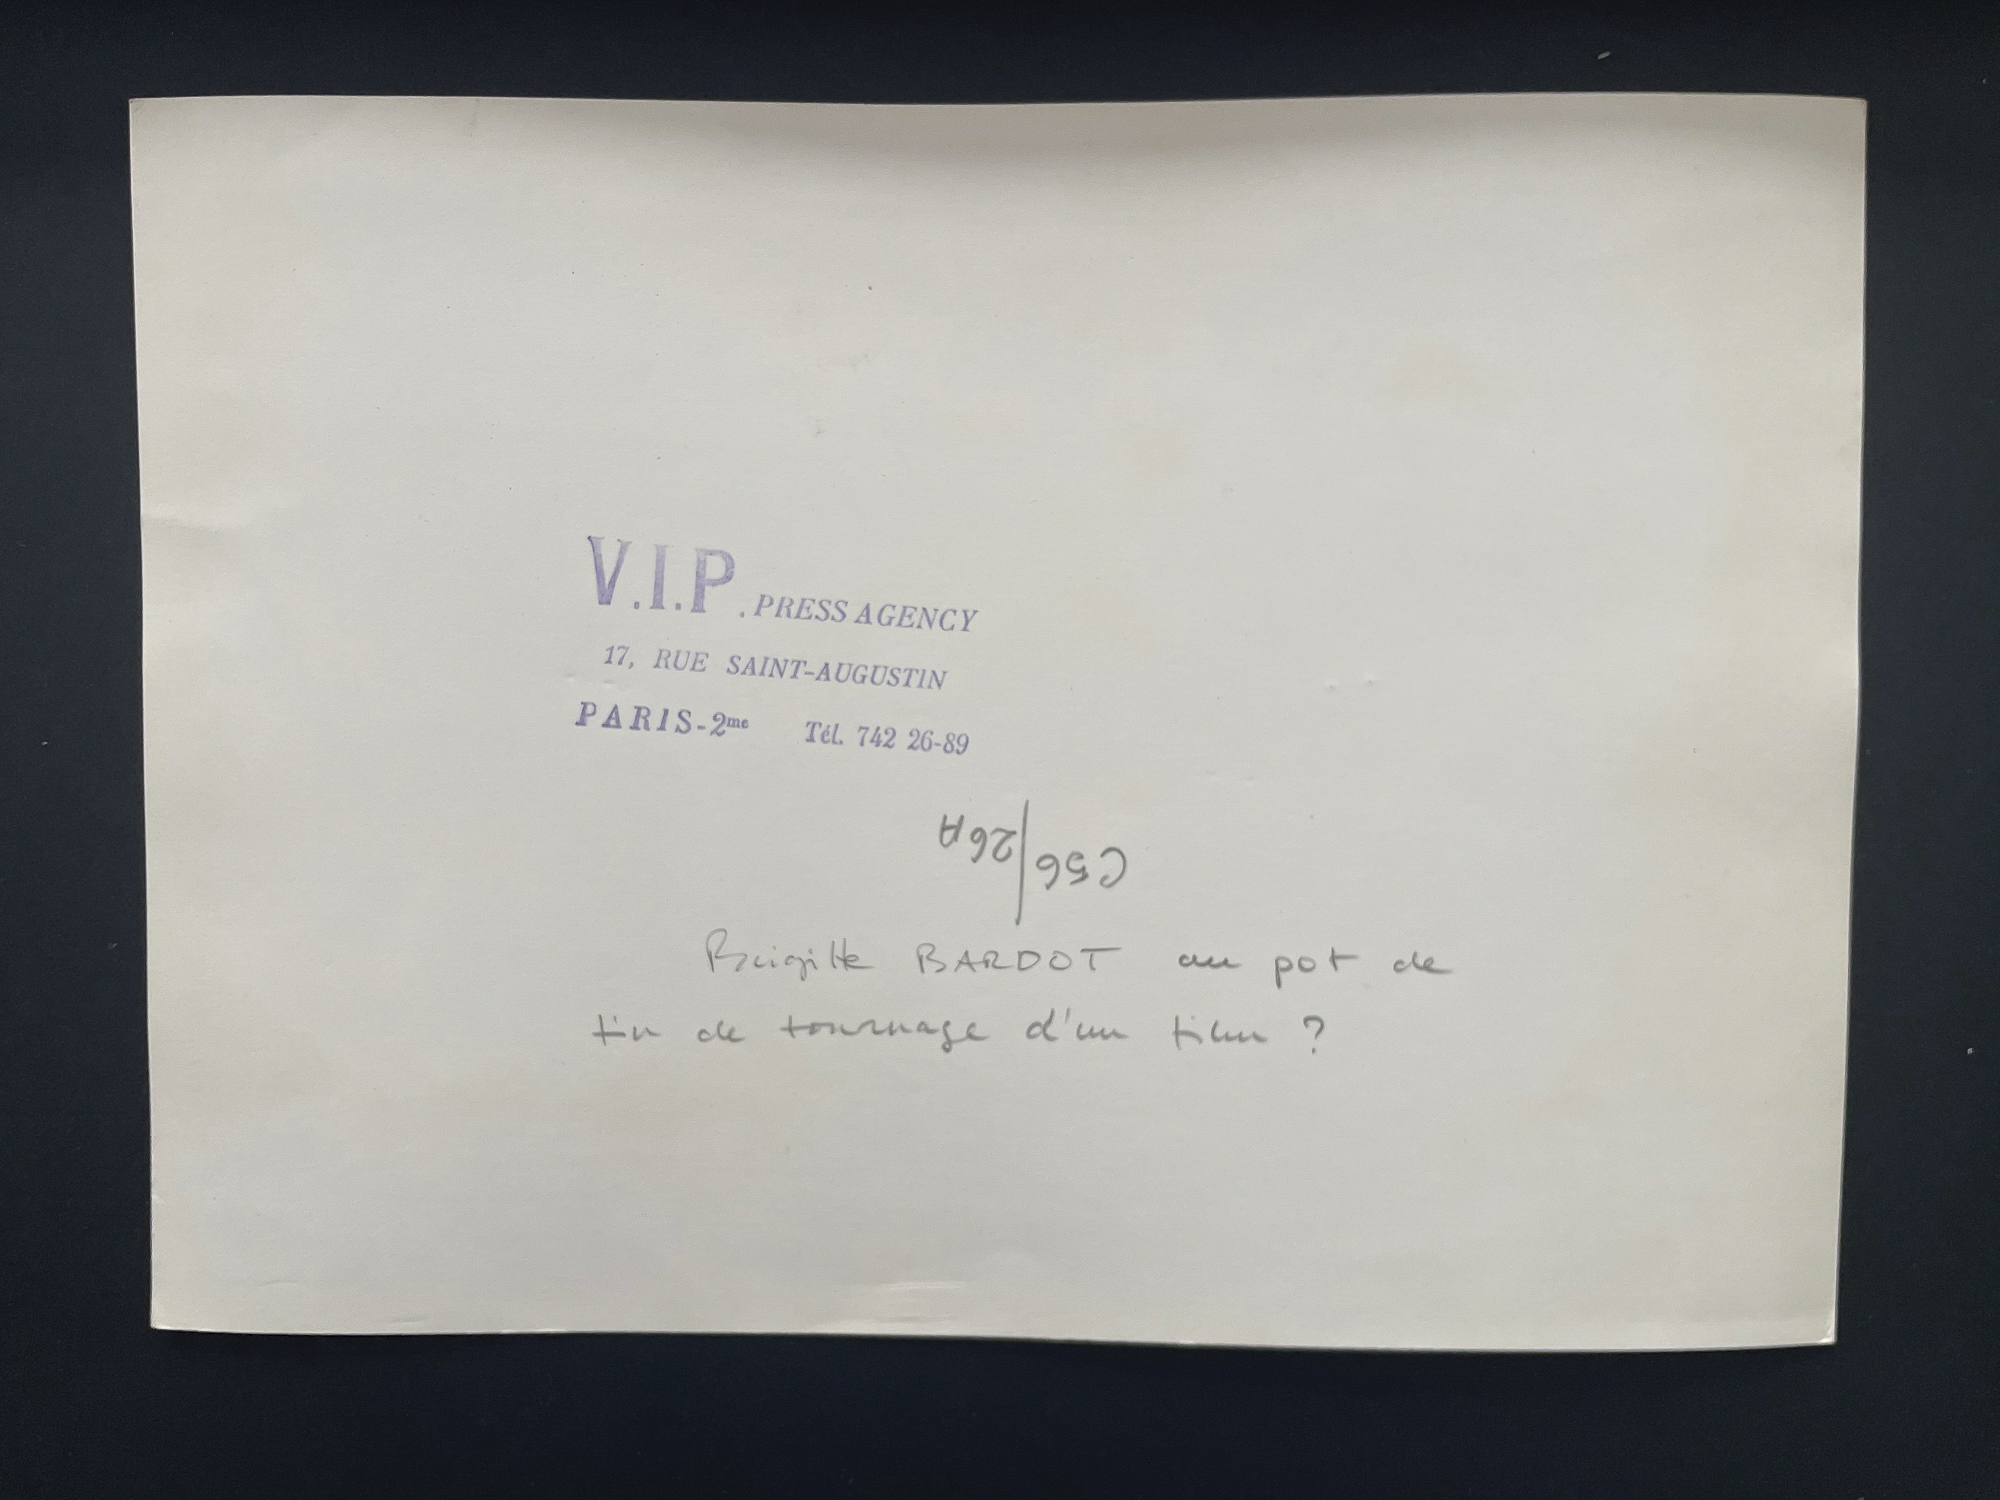 V.I.P. PRESS AGENCY
17, RUE SAINT-AUGUSTIN
PARIS-2me Tél. 742 26-89
C56/26A
Brigitte BARDOT au pot de
fin de tournage d'un film ?